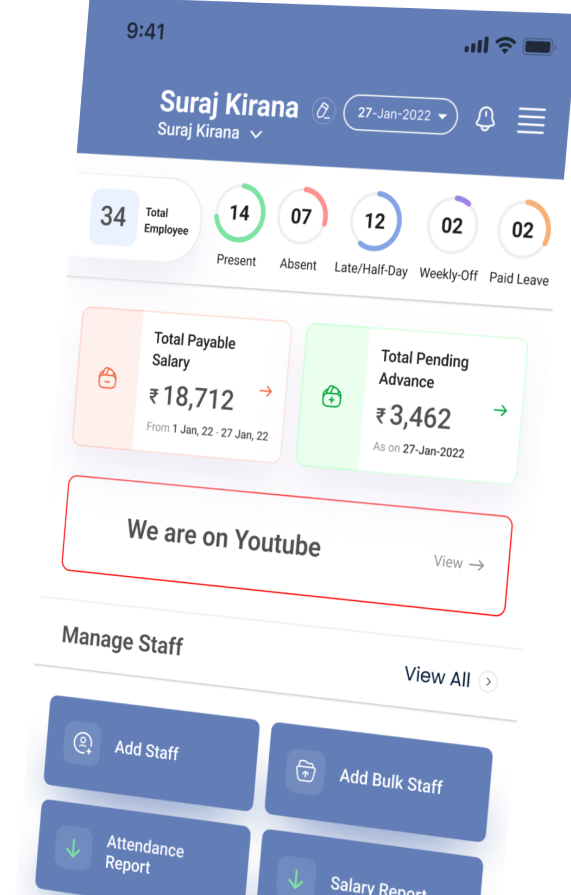 9:41
Suraj Kirana
27-Jan-2022
Suraj Kirana
34
Total
Employee
14
Present
07
Absent
12
Late/Half-Day
02
Weekly-Off
02
Paid Leave
Total Payable
Salary
₹18,712
From 1 Jan, 22 - 27 Jan, 22
Total Pending
Advance
₹3,462
As on 27-Jan-2022
We are on Youtube
View
Manage Staff
View All
Add Staff
Add Bulk Staff
Attendance
Report
Salary Report